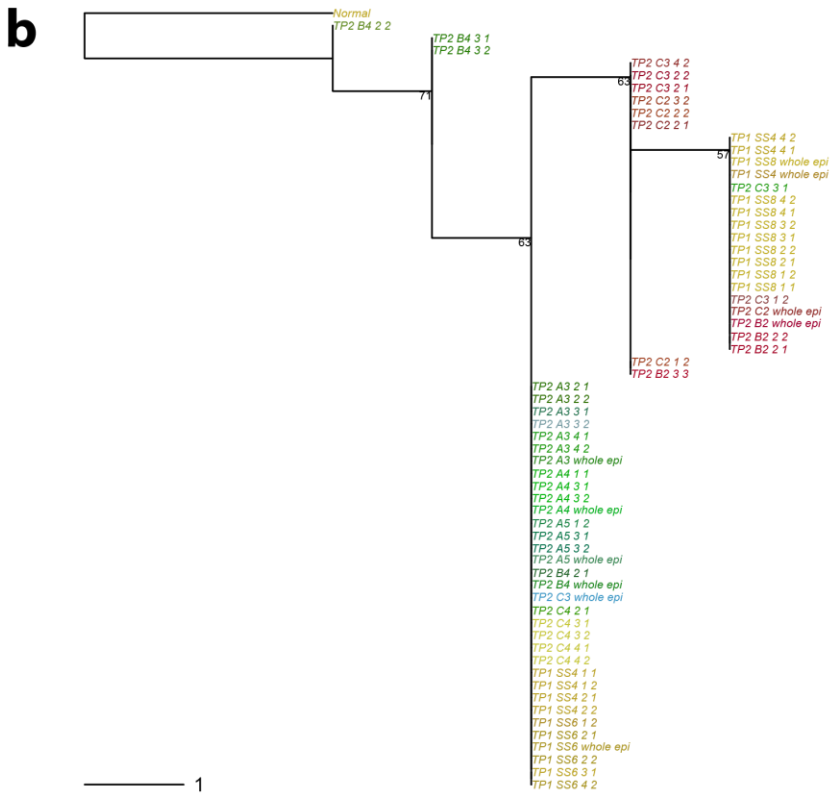 b
Normal
TP2 B4 2 2
TP2 B4 3 1
TP2 B4 3 2
71
TP2 C3 4 2
TP2 C3 2 2
63
TP2 C3 2 1
TP2 C2 3 2
TP2 C2 2 2
TP2 C2 2 1
TP1 SS4 4 2
TP1 SS4 4 1
57
TP1 SS8 whole epi
TP1 SS4 whole epi
TP2 C3 3 1
TP1 SS8 4 2
TP1 SS8 4 1
TP1 SS8 3 2
TP1 SS8 3 1
TP1 SS8 2 2
TP1 SS8 2 1
TP1 SS8 1 2
TP1 SS8 1 1
TP2 C3 1 2
TP2 C2 whole epi
TP2 B2 whole epi
TP2 B2 2 2
TP2 B2 2 1
63
TP2 C2 1 2
TP2 B2 3 3
TP2 A3 2 1
TP2 A3 2 2
TP2 A3 3 1
TP2 A3 3 2
TP2 A3 4 1
TP2 A3 4 2
TP2 A3 whole epi
TP2 A4 1 1
TP2 A4 3 1
TP2 A4 3 2
TP2 A4 whole epi
TP2 A5 1 2
TP2 A5 3 1
TP2 A5 3 2
TP2 A5 whole epi
TP2 B4 2 1
TP2 B4 whole epi
TP2 C3 whole epi
TP2 C4 2 1
TP2 C4 3 1
TP2 C4 3 2
TP2 C4 4 1
TP2 C4 4 2
TP1 SS4 1 1
TP1 SS4 1 2
TP1 SS4 2 1
TP1 SS4 2 2
TP1 SS6 1 2
TP1 SS6 2 1
TP1 SS6 whole epi
TP1 SS6 2 2
TP1 SS6 3 1
TP1 SS6 4 2
1